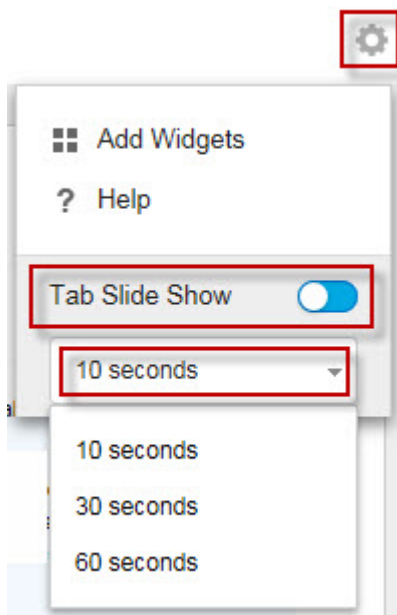 Add Widgets
? Help
Tab Slide Show
10 seconds
10 seconds
30 seconds
60 seconds